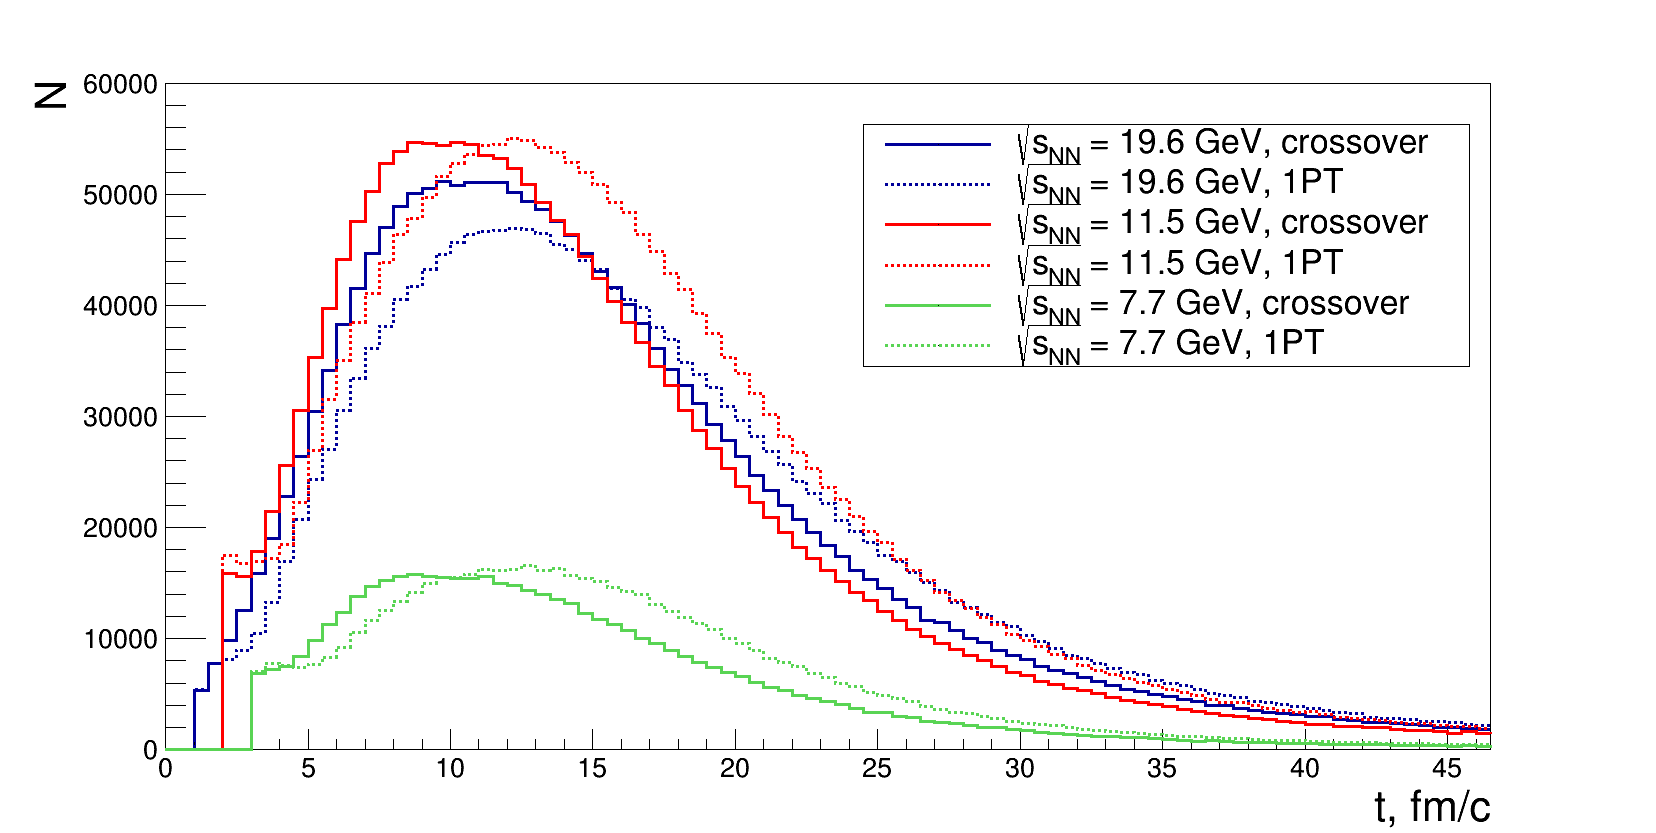 N
60000
50000
40000
30000
20000
10000
0
√sNN = 19.6 GeV, crossover
√sNN = 19.6 GeV, 1PT
√sNN = 11.5 GeV, crossover
√sNN = 11.5 GeV, 1PT
√sNN = 7.7 GeV, crossover
√sNN = 7.7 GeV, 1PT
0 5 10 15 20 25 30 35 40 45
t, fm/c